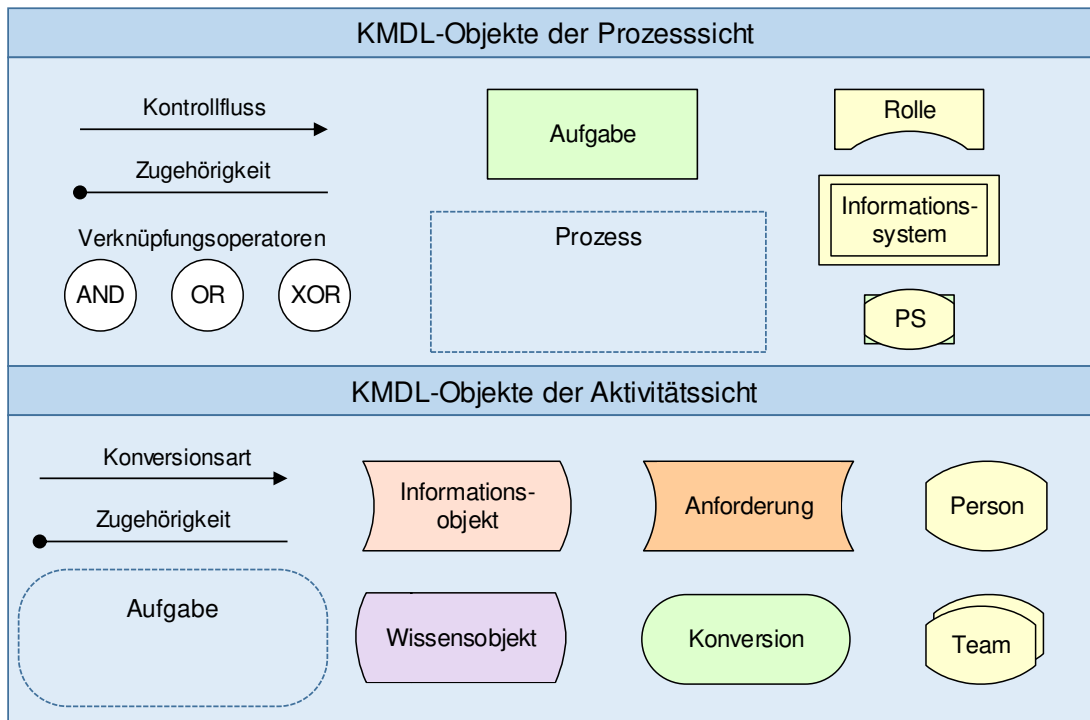 KMDL-Objekte der Prozesssicht
Kontrollfluss
Zugehörigkeit
Verknüpfungsoperatoren
AND
OR
XOR
Aufgabe
Prozess
Rolle
Informations-
system
PS
KMDL-Objekte der Aktivitätssicht
Konversionsart
Zugehörigkeit
Aufgabe
Informations-
objekt
Wissensobjekt
Anforderung
Konversion
Person
Team